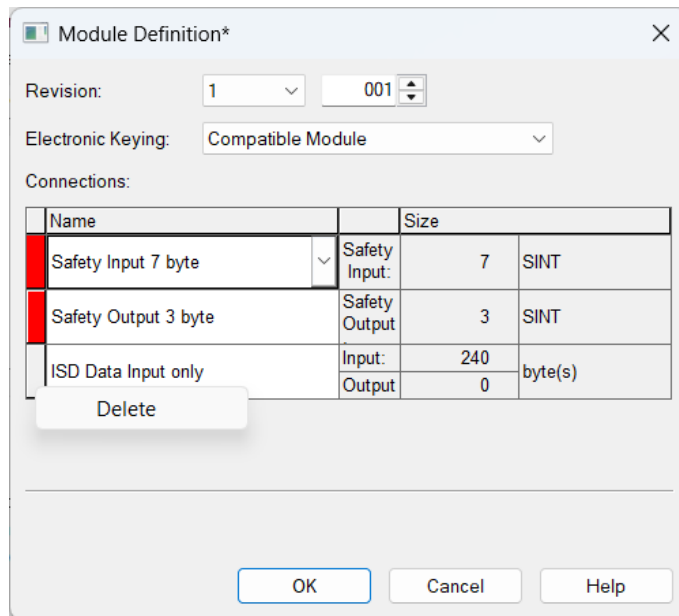 Module Definition*
Revision: 1 001
Electronic Keying: Compatible Module
Connections:
Name Size
Safety Input 7 byte Safety Input: 7 SINT
Safety Output 3 byte Safety Output 3 SINT
ISD Data Input only Input: 240 byte(s)
Output 0
Delete
OK Cancel Help